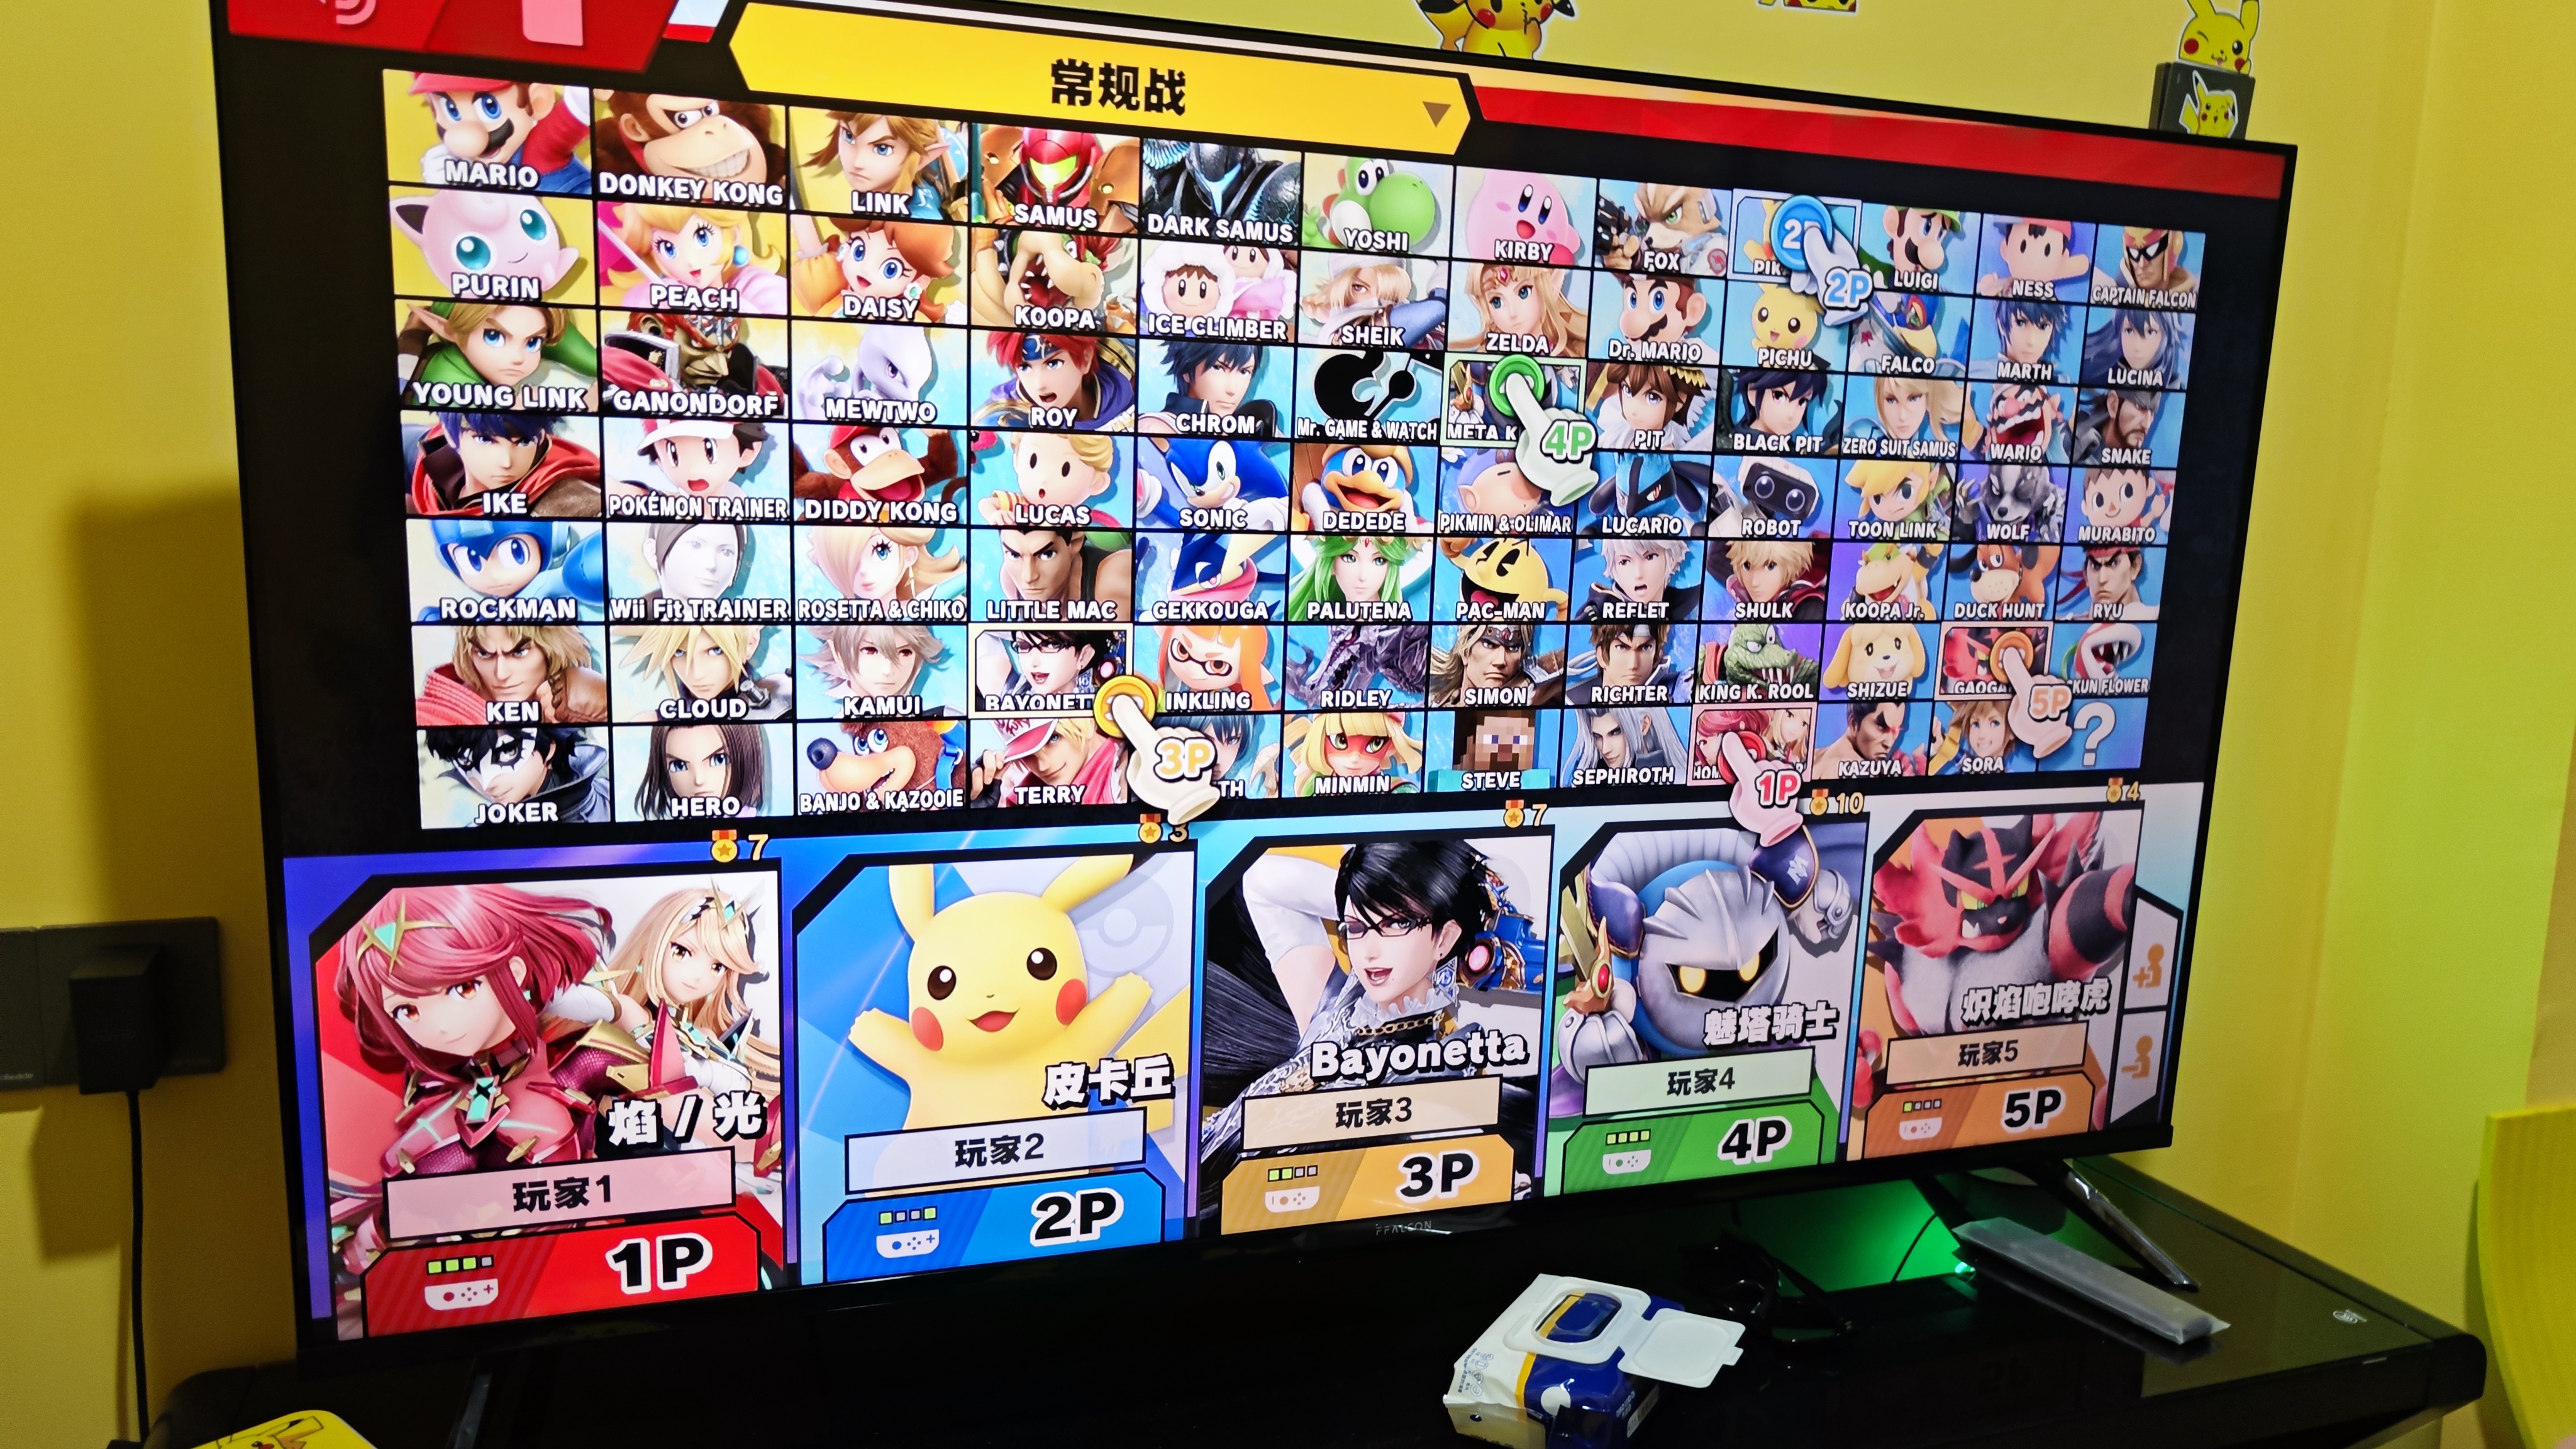 常规战
MARIO
DONKEY KONG
LINK
SAMUS
DARK SAMUS
YOSHI
KIRBY
FOX
PIK
2P
LUIGI
NESS
CAPTAIN FALCON
PURIN
PEACH
DAISY
KOOPA
ICE CLIMBER
SHEIK
ZELDA
Dr. MARIO
PICHU
FALCO
MARTH
LUCINA
YOUNG LINK
GANONDORF
MEWTWO
ROY
CHROM
Mr. GAME & WATCH
META K
4P
PIT
BLACK PIT
ZERO SUIT SAMUS
WARIO
SNAKE
IKE
POKÉMON TRAINER
DIDDY KONG
LUCAS
SONIC
DEDEDE
PIKMIN & OLIMAR
LUCARIO
ROBOT
TOON LINK
WOLF
MURABITO
ROCKMAN
Wii Fit TRAINER
ROSETTA & CHIKO
LITTLE MAC
GEKKOUGA
PALUTENA
PAC-MAN
REFLET
SHULK
KOOPA Jr.
DUCK HUNT
RYU
KEN
CLOUD
KAMUI
BAYONET
3P
INKLING
RIDLEY
SIMON
RICHTER
KING K. ROOL
SHIZUE
GAOGA
5P
KUN FLOWER
JOKER
HERO
BANJO & KAZOOIE
TERRY
TH
MINMIN
STEVE
SEPHIROTH
HOM
1P
KAZUYA
SORA
?
7
3
7
10
4
焰 / 光
玩家1
1P
皮卡丘
玩家2
2P
Bayonetta
玩家3
3P
魅塔骑士
玩家4
4P
炽焰咆哮虎
玩家5
5P
FFALCON